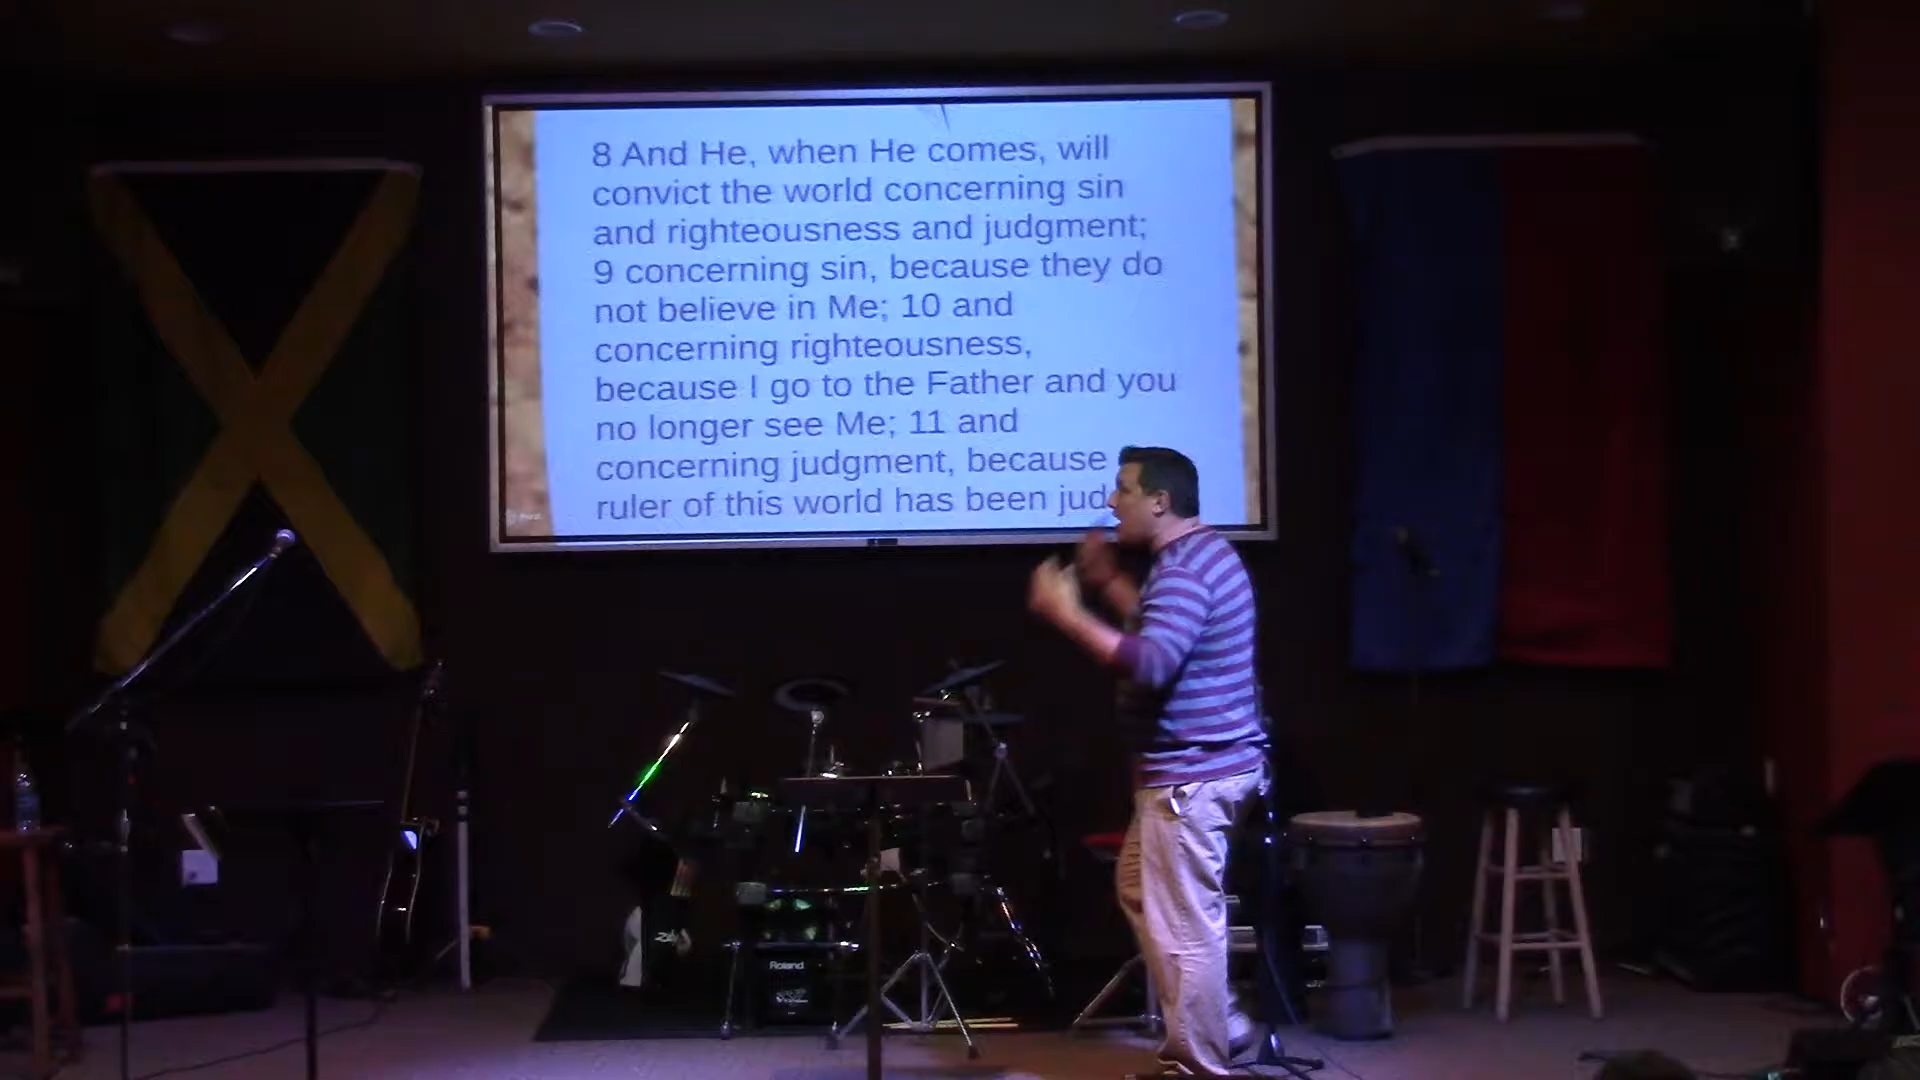 8 And He, when He comes, will
convict the world concerning sin
and righteousness and judgment;
9 concerning sin, because they do
not believe in Me; 10 and
concerning righteousness,
because I go to the Father and you
no longer see Me; 11 and
concerning judgment, because
ruler of this world has been jud
Roland